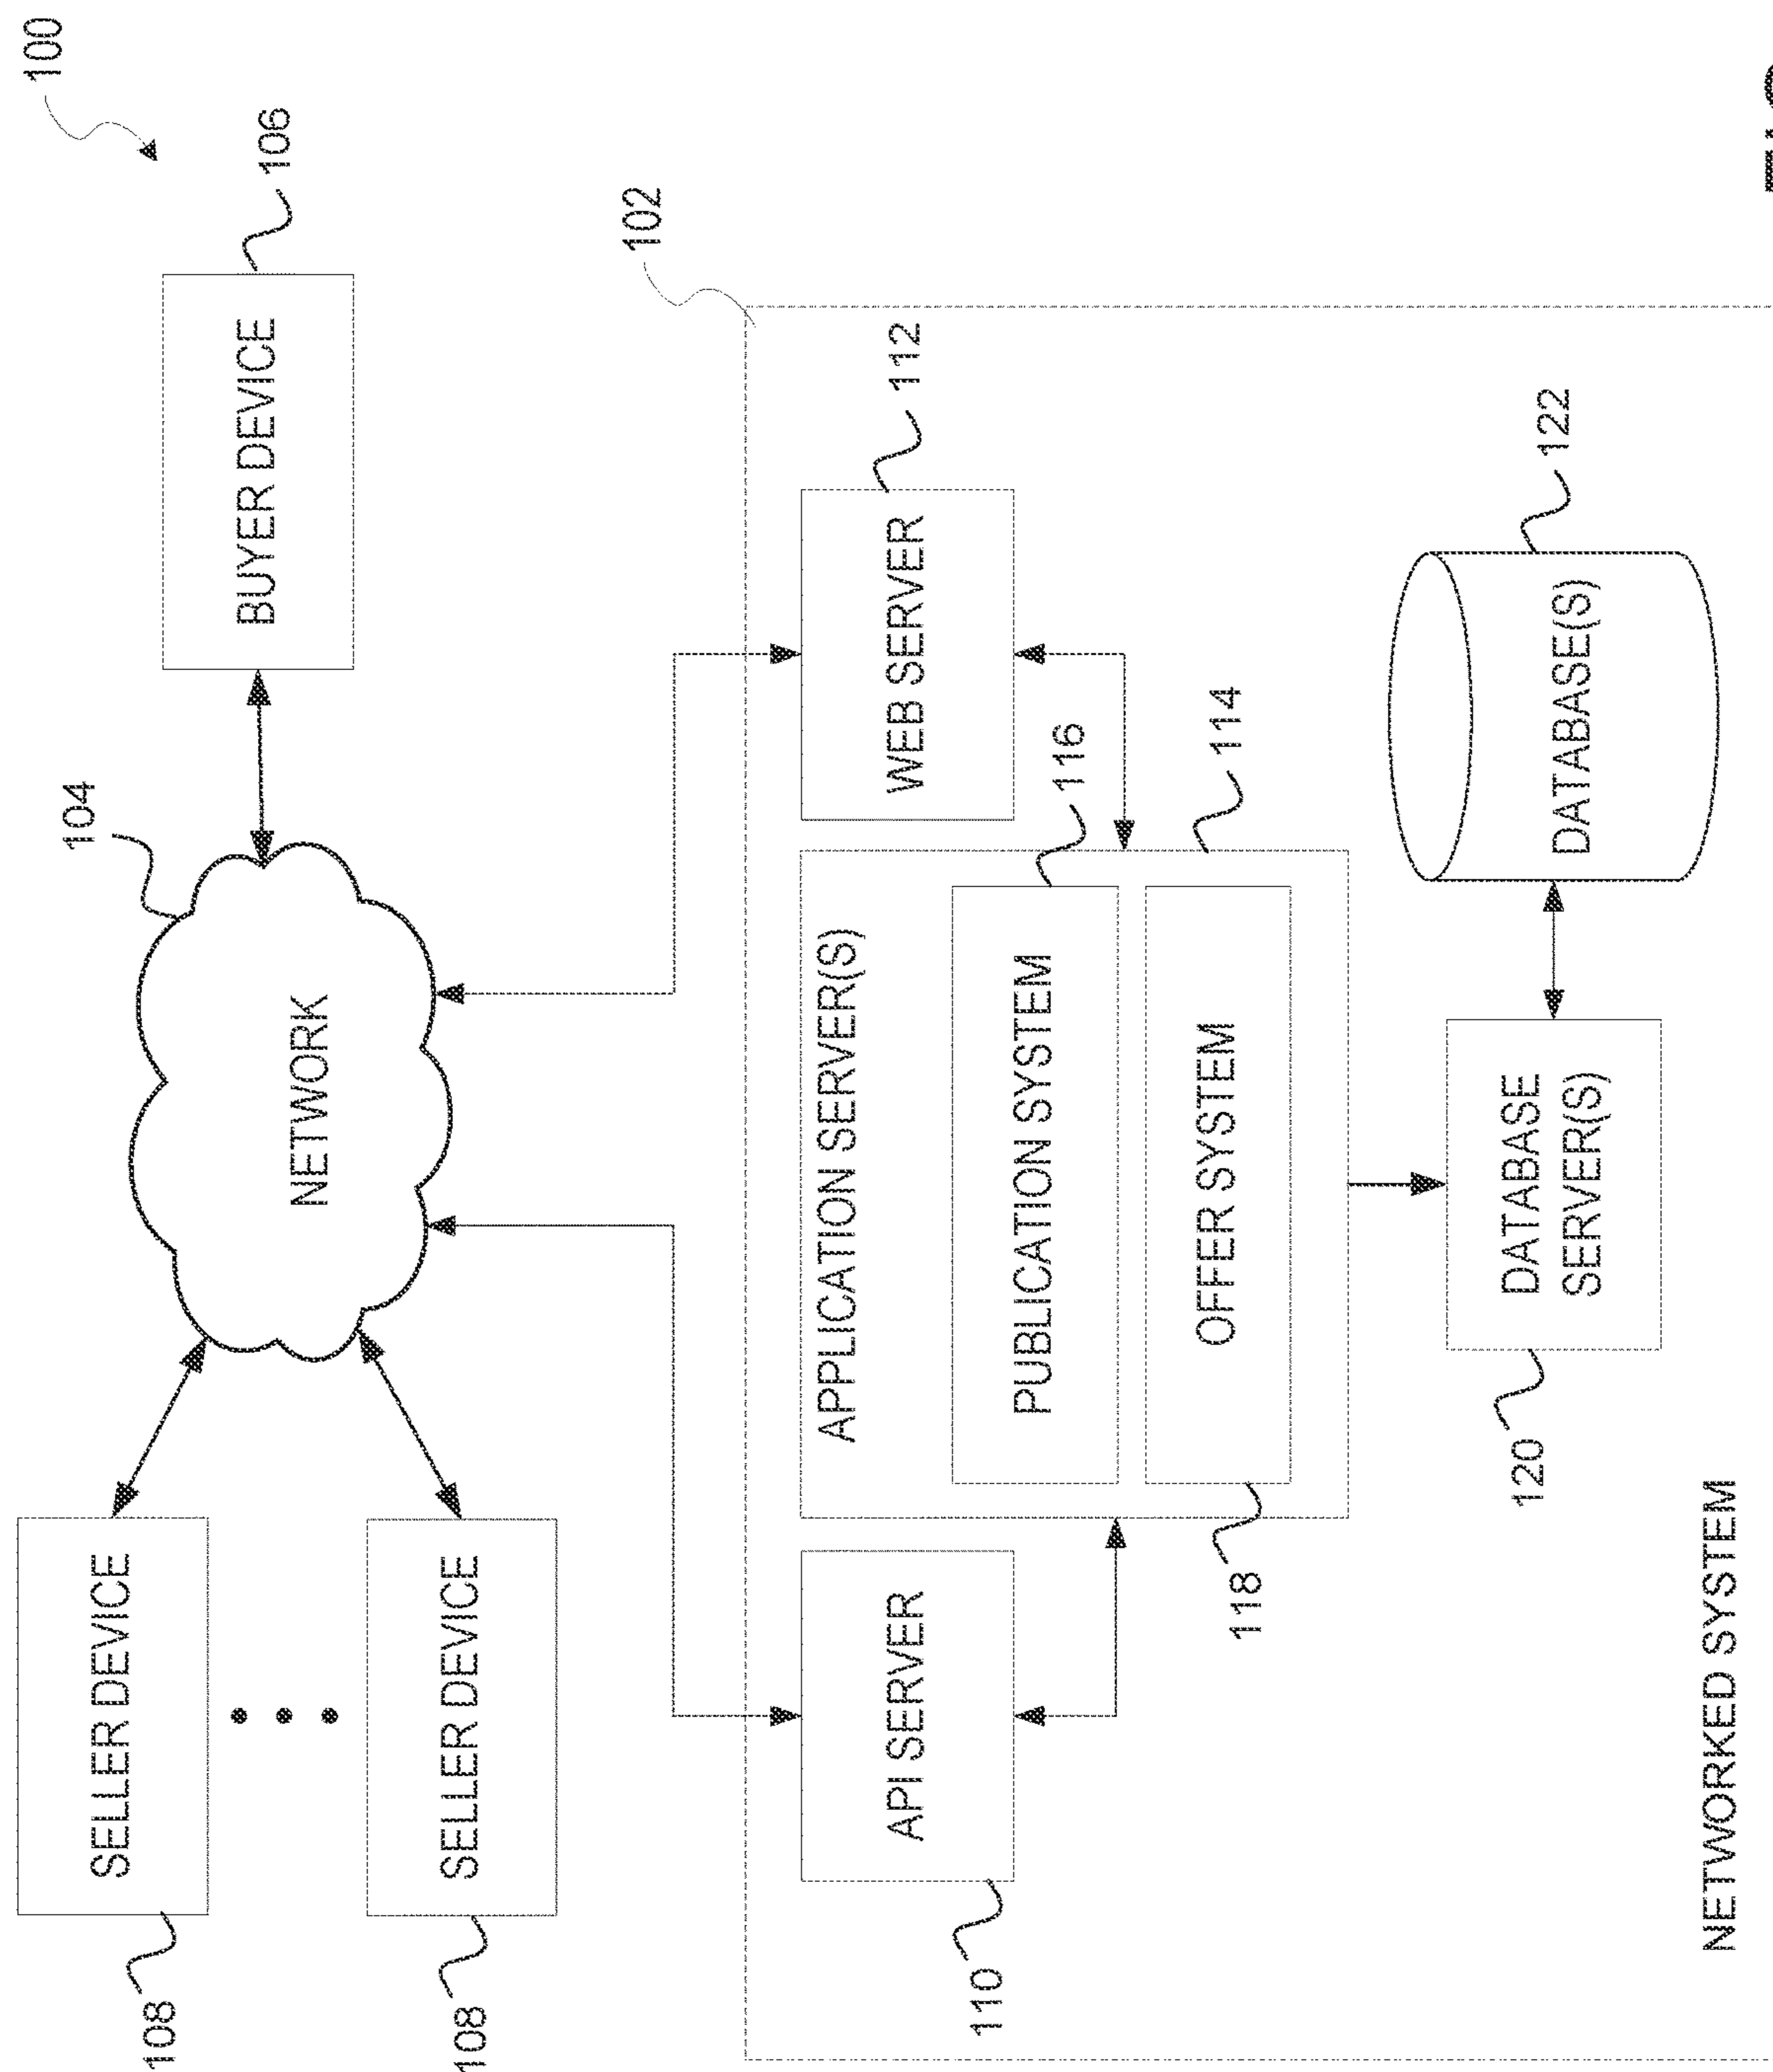 100
SELLER DEVICE
108
SELLER DEVICE
108
104
NETWORK
BUYER DEVICE
106
102
API SERVER
110
APPLICATION SERVER(S)
PUBLICATION SYSTEM
116
OFFER SYSTEM
118
114
WEB SERVER
112
DATABASE
SERVER(S)
120
DATABASE(S)
122
NETWORKED SYSTEM